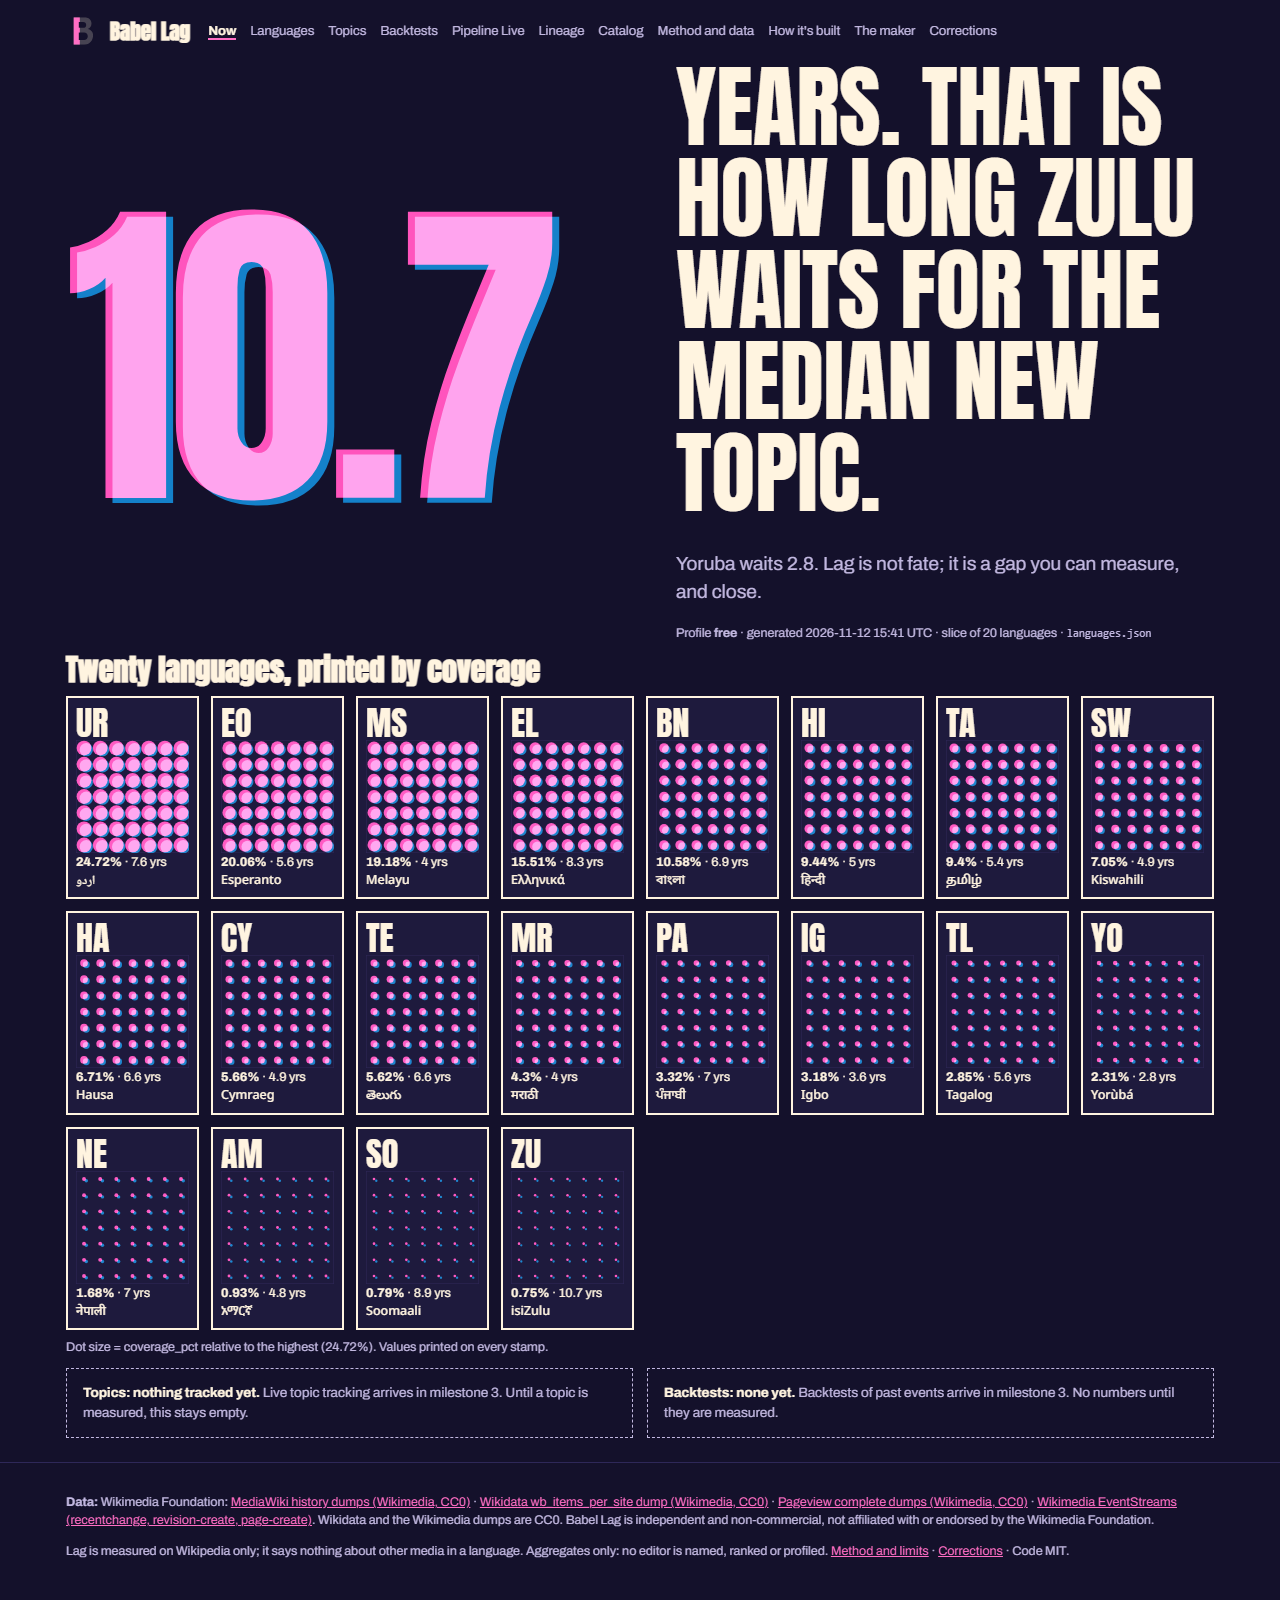 B Babel Lag Now Languages Topics Backtests Pipeline Live Lineage Catalog Method and data How it's built The maker Corrections
10.7
YEARS. THAT IS
HOW LONG ZULU
WAITS FOR THE
MEDIAN NEW
TOPIC.
Yoruba waits 2.8. Lag is not fate; it is a gap you can measure,
and close.
Profile free · generated 2026-11-12 15:41 UTC · slice of 20 languages · languages.json
Twenty languages, printed by coverage
UR
24.72% · 7.6 yrs
اردو
EO
20.06% · 5.6 yrs
Esperanto
MS
19.18% · 4 yrs
Melayu
EL
15.51% · 8.3 yrs
Ελληνικά
BN
10.58% · 6.9 yrs
বাংলা
HI
9.44% · 5 yrs
हिन्दी
TA
9.4% · 5.4 yrs
தமிழ்
SW
7.05% · 4.9 yrs
Kiswahili
HA
6.71% · 6.6 yrs
Hausa
CY
5.66% · 4.9 yrs
Cymraeg
TE
5.62% · 6.6 yrs
తెలుగు
MR
4.3% · 4 yrs
मराठी
PA
3.32% · 7 yrs
ਪੰਜਾਬੀ
IG
3.18% · 3.6 yrs
Igbo
TL
2.85% · 5.6 yrs
Tagalog
YO
2.31% · 2.8 yrs
Yorùbá
NE
1.68% · 7 yrs
नेपाली
AM
0.93% · 4.8 yrs
አማርኛ
SO
0.79% · 8.9 yrs
Soomaali
ZU
0.75% · 10.7 yrs
isiZulu
Dot size = coverage_pct relative to the highest (24.72%). Values printed on every stamp.
Topics: nothing tracked yet. Live topic tracking arrives in milestone 3. Until a topic is
measured, this stays empty.
Backtests: none yet. Backtests of past events arrive in milestone 3. No numbers until
they are measured.
Data: Wikimedia Foundation: MediaWiki history dumps (Wikimedia, CC0) · Wikidata wb_items_per_site dump (Wikimedia, CC0) · Pageview complete dumps (Wikimedia, CC0) · Wikimedia EventStreams
(recentchange, revision-create, page-create). Wikidata and the Wikimedia dumps are CC0. Babel Lag is independent and non-commercial, not affiliated with or endorsed by the Wikimedia Foundation.
Lag is measured on Wikipedia only; it says nothing about other media in a language. Aggregates only: no editor is named, ranked or profiled. Method and limits · Corrections · Code MIT.